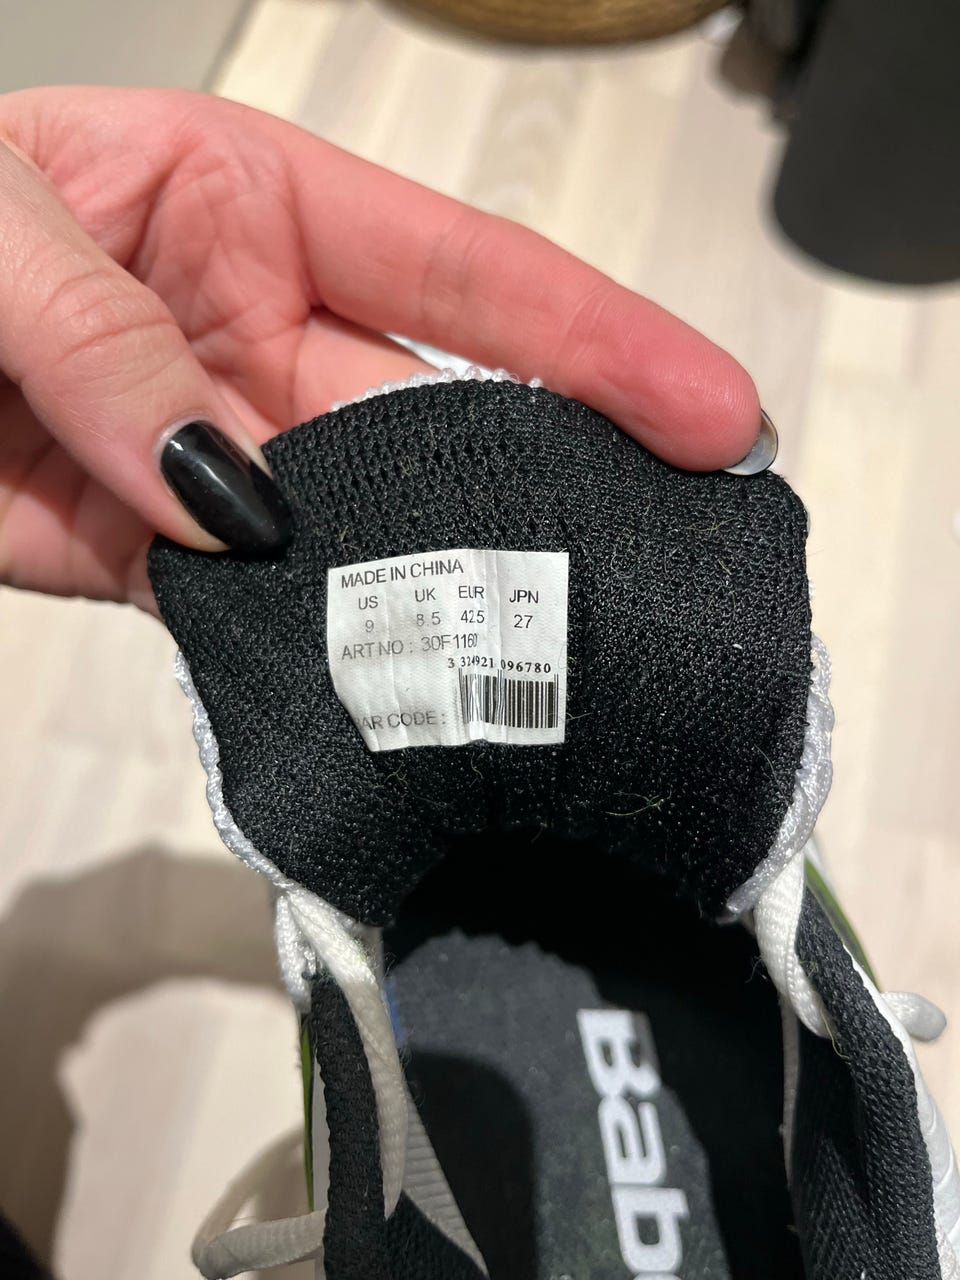 MADE IN CHINA
US UK EUR JPN
9 8.5 42.5 27
ART NO : 30F1160
3 324921 096780
BAR CODE :
Bab